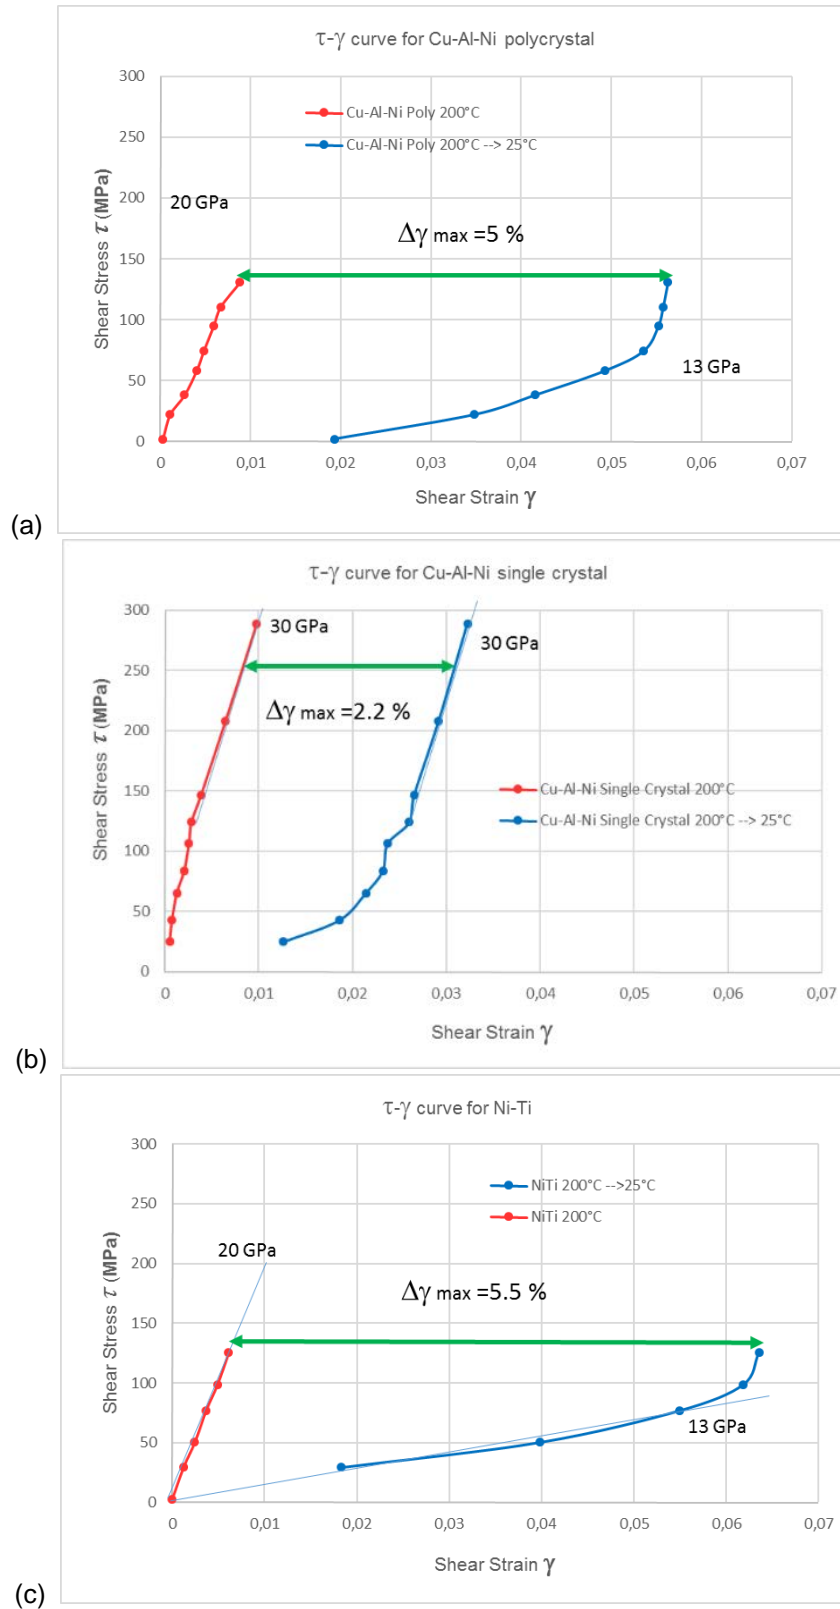 τ-γ curve for Cu-Al-Ni polycrystal
300
Cu-Al-Ni Poly 200°C
250
Cu-Al-Ni Poly 200°C --> 25°C
20 GPa
200
Δγ max =5 %
150
Shear Stress τ (MPa)
100
13 GPa
50
0
0 0,01 0,02 0,03 0,04 0,05 0,06 0,07
Shear Strain γ
(a)
τ-γ curve for Cu-Al-Ni single crystal
300
30 GPa
30 GPa
250
Δγ max =2.2 %
200
150
Cu-Al-Ni Single Crystal 200°C
Cu-Al-Ni Single Crystal 200°C --> 25°C
Shear Stress τ (MPa)
100
50
0
0 0,01 0,02 0,03 0,04 0,05 0,06 0,07
Shear Strain γ
(b)
τ-γ curve for Ni-Ti
300
NiTi 200°C -->25°C
250
NiTi 200°C
20 GPa
200
Δγ max =5.5 %
150
Shear Stress τ (MPa)
100
13 GPa
50
0
0 0,01 0,02 0,03 0,04 0,05 0,06 0,07
Shear Strain γ
(c)